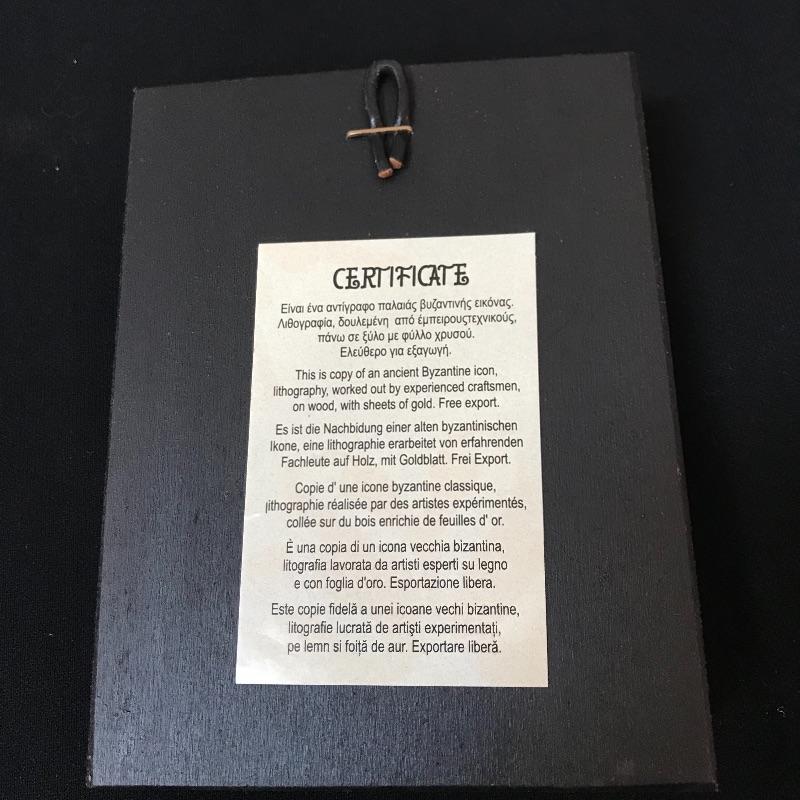 CERTIFICATE
Είναι ένα αντίγραφο παλαιάς βυζαντινής εικόνας.
Λιθογραφία, δουλεμένη από έμπειρουςτεχνικούς,
πάνω σε ξύλο με φύλλο χρυσού.
Ελεύθερο για εξαγωγή.
This is copy of an ancient Byzantine icon,
lithography, worked out by experienced craftsmen,
on wood, with sheets of gold. Free export.
Es ist die Nachbidung einer alten byzantinischen
Ikone, eine lithographie erarbeitet von erfahrenden
Fachleute auf Holz, mit Goldblatt. Frei Export.
Copie d' une icone byzantine classique,
lithographie réalisée par des artistes expérimentés,
collée sur du bois enrichie de feuilles d' or.
È una copia di un icona vecchia bizantina,
litografia lavorata da artisti esperti su legno
e con foglia d'oro. Esportazione libera.
Este copie fidelă a unei icoane vechi bizantine,
litografie lucrată de artişti experimentaţi,
pe lemn si foiţă de aur. Exportare liberă.